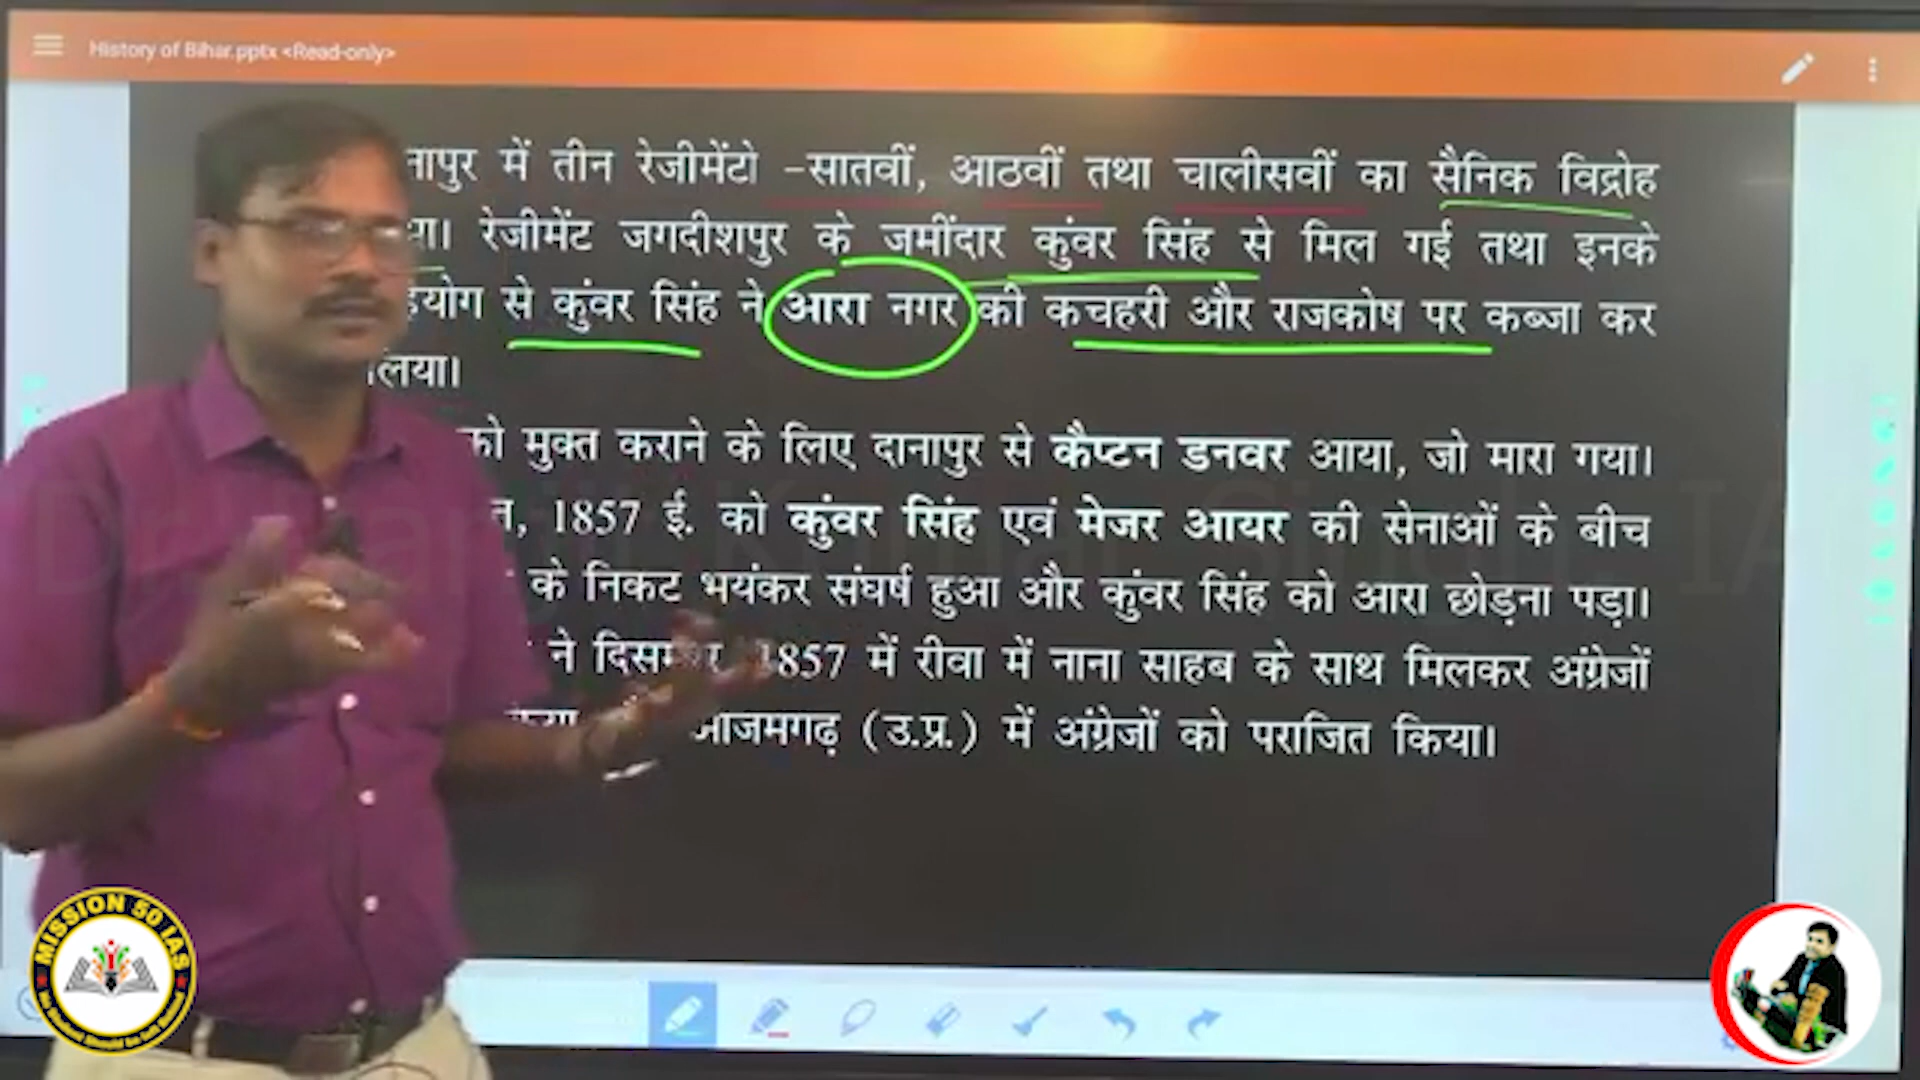 History of Bihar.pptx <Read-only>
में तीन रेजीमेंटो –सातवीं, आठवीं तथा चालीसवीं का सैनिक विद्रोह
रेजीमेंट जगदीशपुर के जमींदार कुंवर सिंह से मिल गई तथा इनके
से कुंवर सिंह ने आरा नगर की कचहरी और राजकोष पर कब्जा कर
लिया।
को मुक्त कराने के लिए दानापुर से कैप्टन डनवर आया, जो मारा गया।
1857 ई. को कुंवर सिंह एवं मेजर आयर की सेनाओं के बीच
के निकट भयंकर संघर्ष हुआ और कुंवर सिंह को आरा छोड़ना पड़ा।
ने 1857 में रीवा में नाना साहब के साथ मिलकर अंग्रेजों
आजमगढ़ (उ.प्र.) में अंग्रेजों को पराजित किया।
MISSION 50 IAS